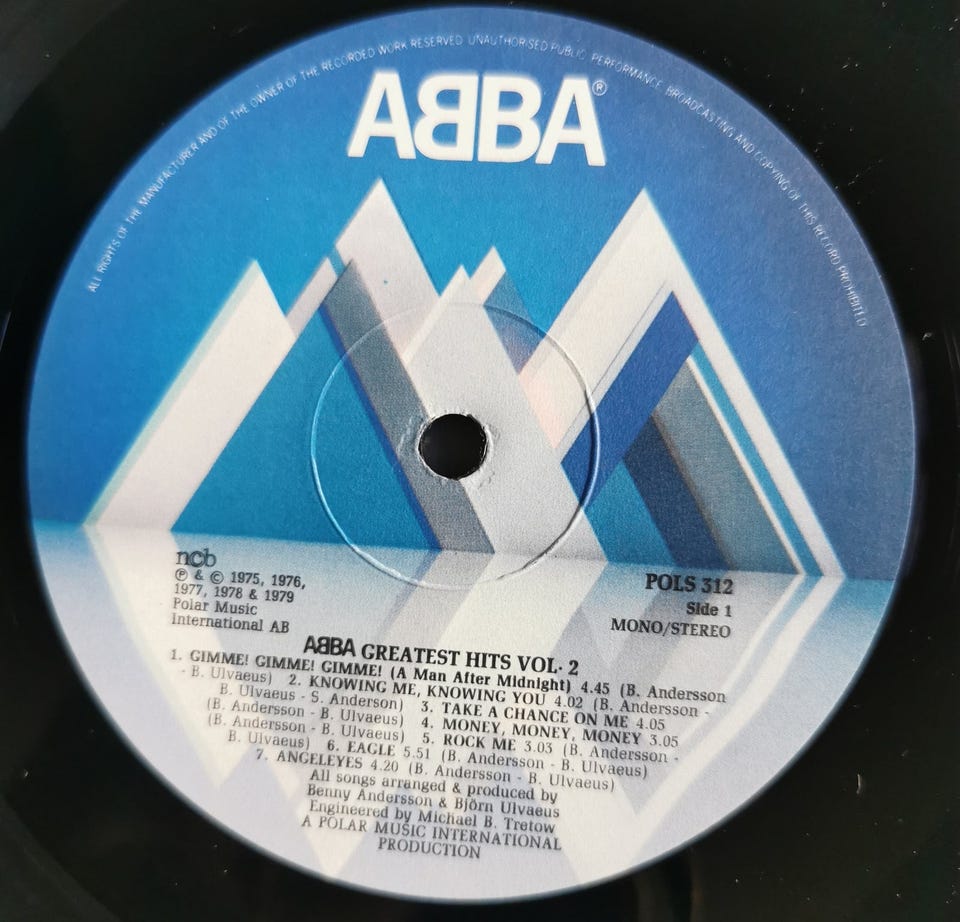 ALL RIGHTS OF THE MANUFACTURER AND OF THE OWNER OF THE RECORDED WORK RESERVED UNAUTHORISED PUBLIC PERFORMANCE BROADCASTING AND COPYING OF THIS RECORD PROHIBITED
ABBA®
ncb
℗ & © 1975, 1976,
1977, 1978 & 1979
Polar Music
International AB
POLS 312
Side 1
MONO/STEREO
ABBA GREATEST HITS VOL· 2
1. GIMME! GIMME! GIMME! (A Man After Midnight) 4.45 (B. Andersson
- B. Ulvaeus) 2. KNOWING ME, KNOWING YOU 4.02 (B. Andersson -
B. Ulvaeus - S. Anderson) 3. TAKE A CHANCE ON ME 4.05
(B. Andersson - B. Ulvaeus) 4. MONEY, MONEY, MONEY 3.05
(B. Andersson - B. Ulvaeus) 5. ROCK ME 3.03 (B. Andersson -
B. Ulvaeus) 6. EAGLE 5.51 (B. Andersson - B. Ulvaeus)
7. ANGELEYES 4.20 (B. Andersson - B. Ulvaeus)
All songs arranged & produced by
Benny Andersson & Björn Ulvaeus
Engineered by Michael B. Tretow
A POLAR MUSIC INTERNATIONAL
PRODUCTION